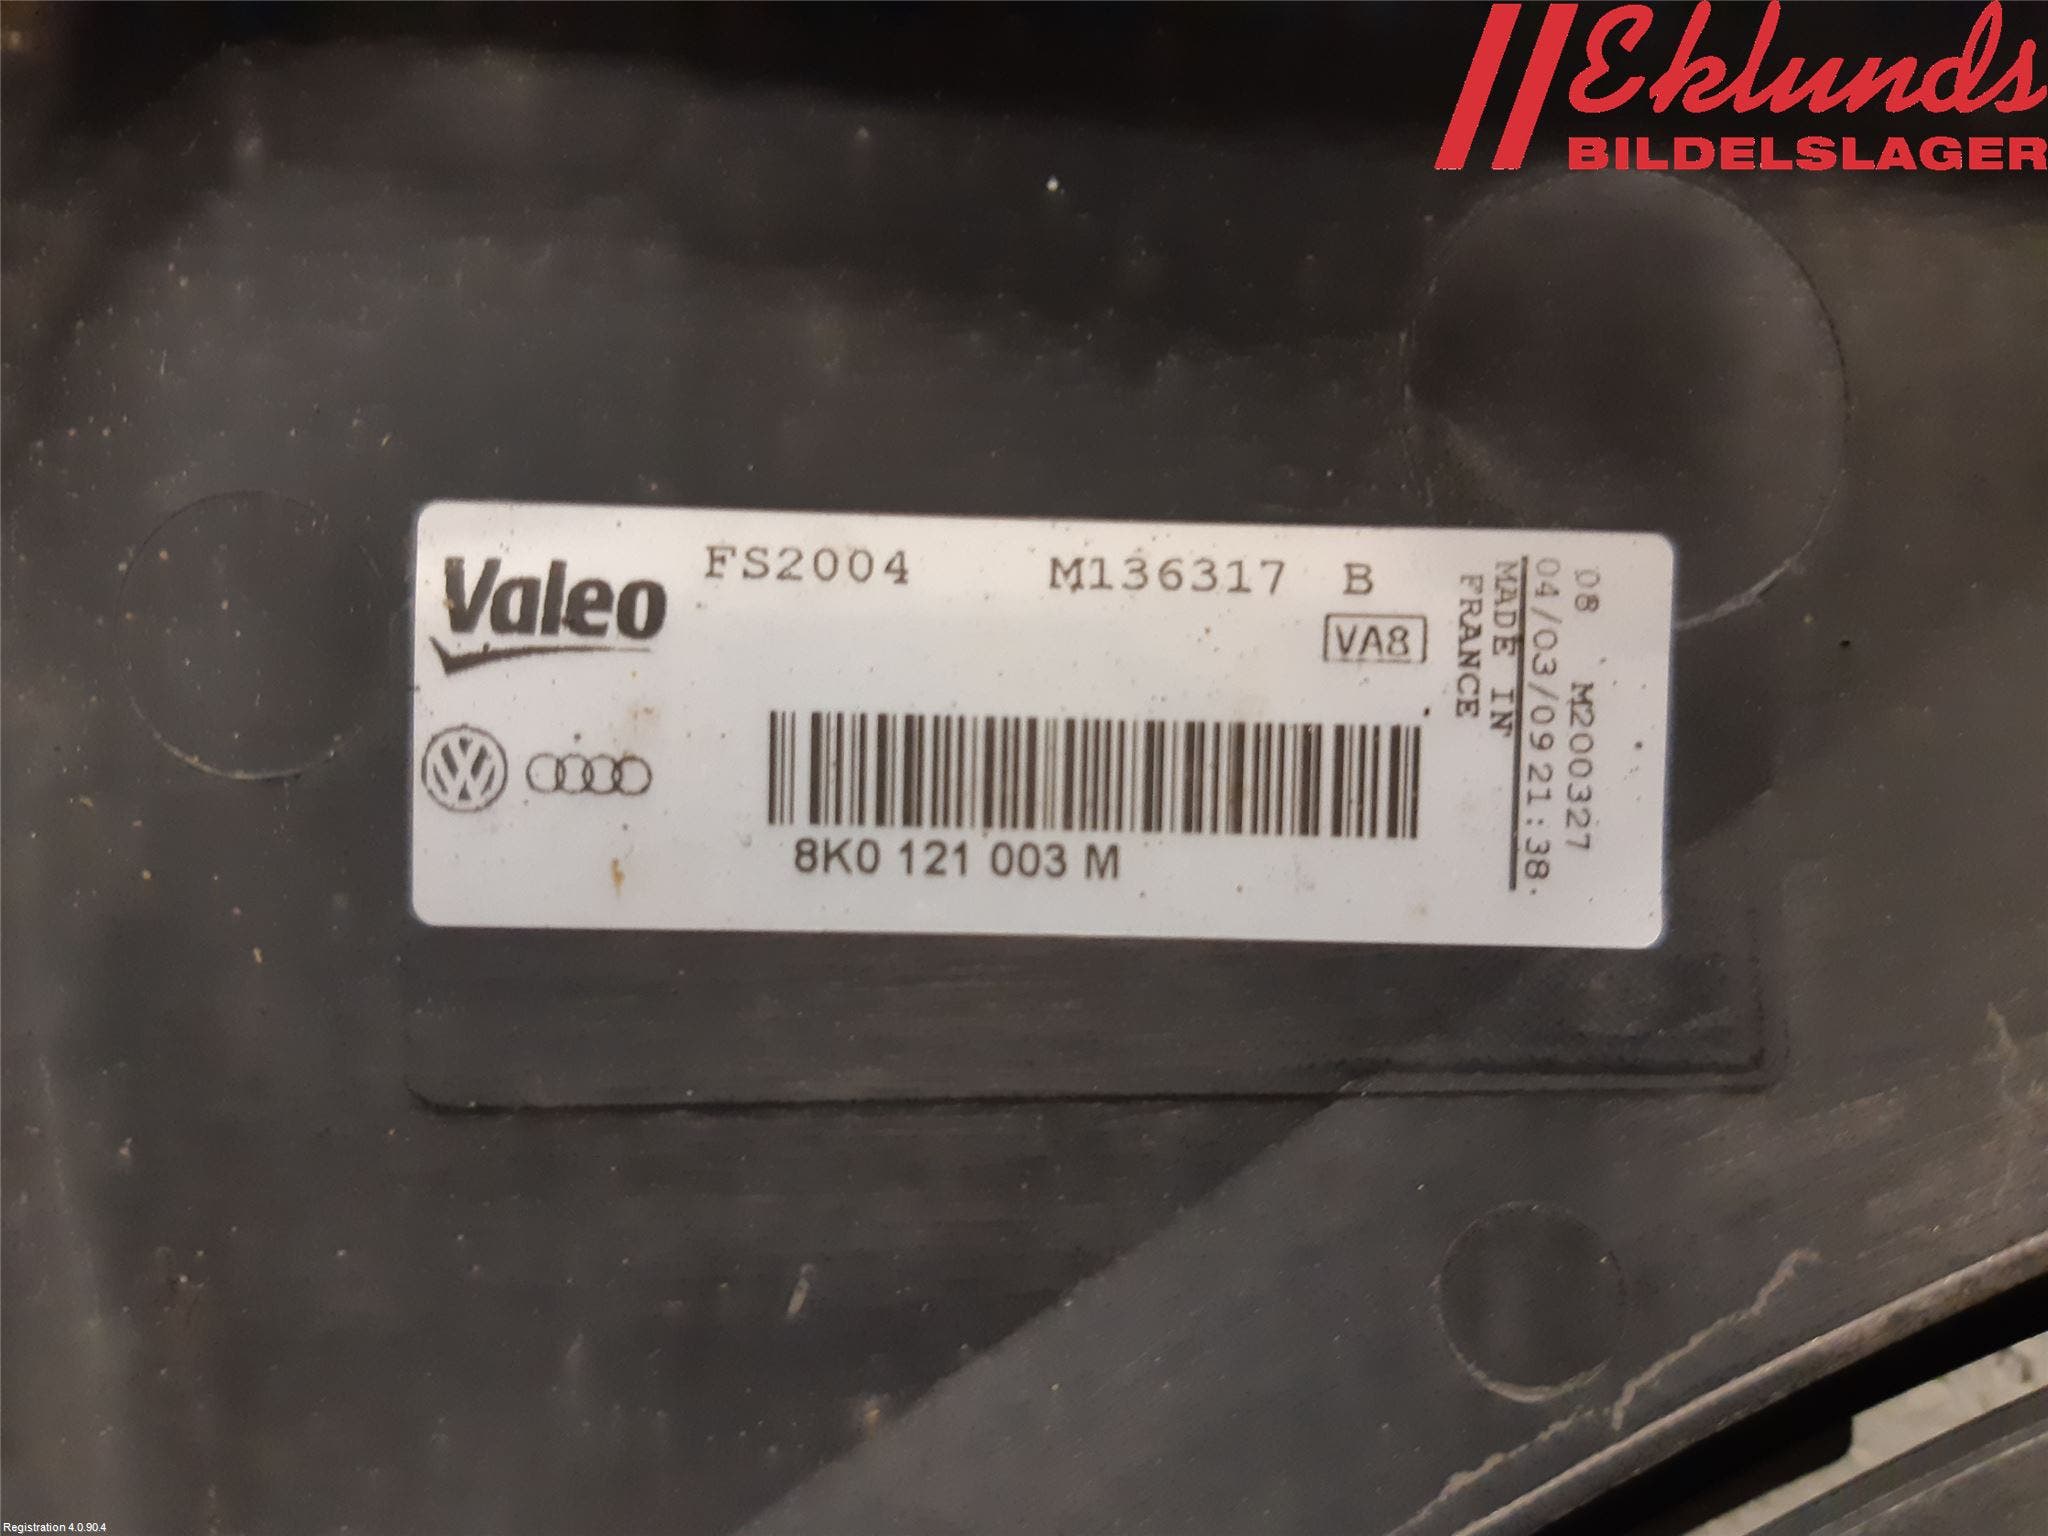 Eklunds
BILDELSLAGER
Valeo
FS2004 M136317 B
VA8
8K0 121 003 M
08 M200327
04/03/09 21:38
MADE IN
FRANCE
Registration 4.0.90.4